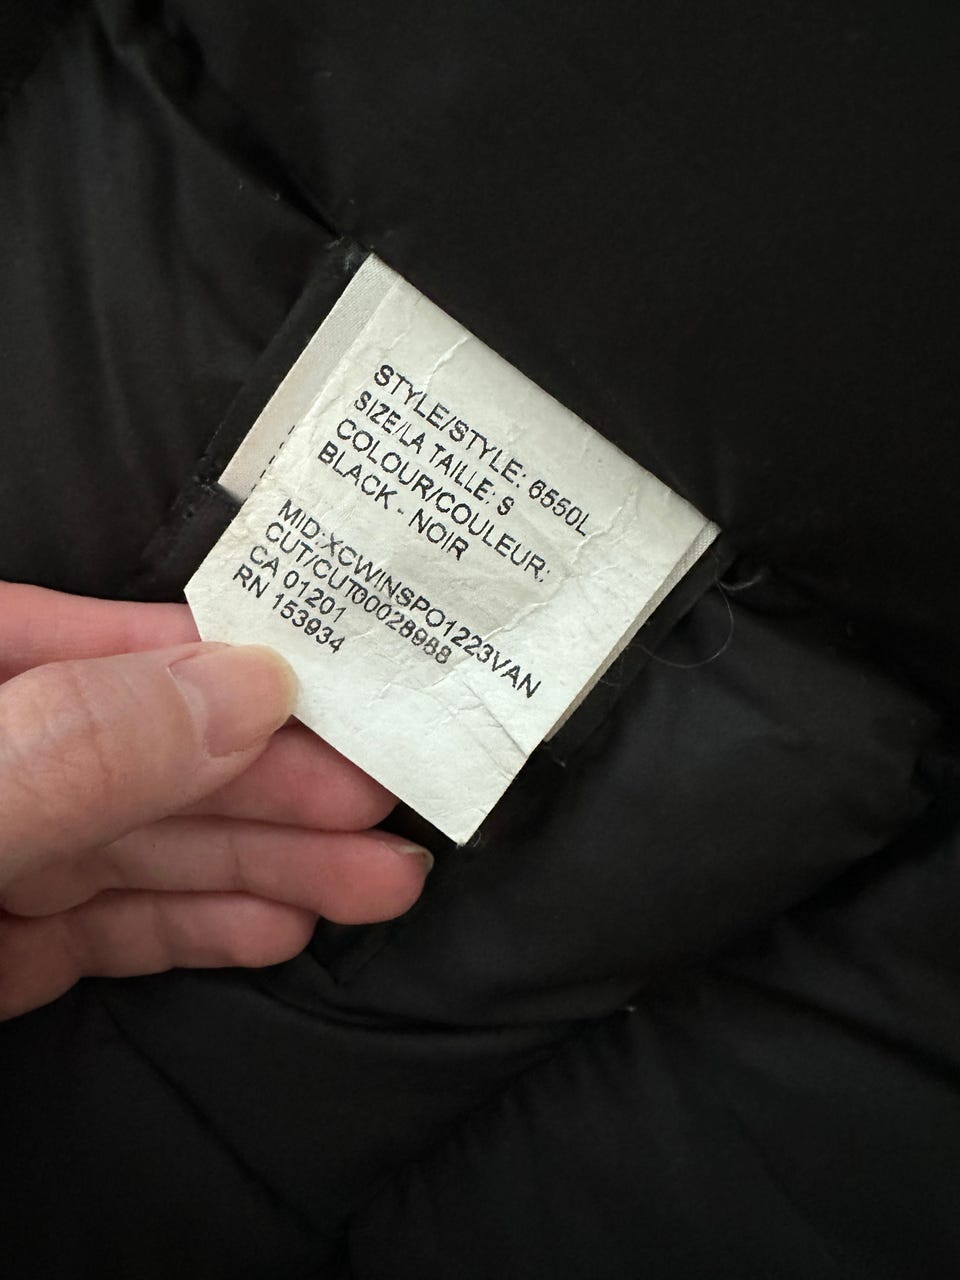 STYLE/STYLE: 6550L
SIZE/LA TAILLE: S
COLOUR/COULEUR:
BLACK - NOIR
MID:XCWINSPO1223VAN
CUT/CUT00028988
CA 01201
RN 153934